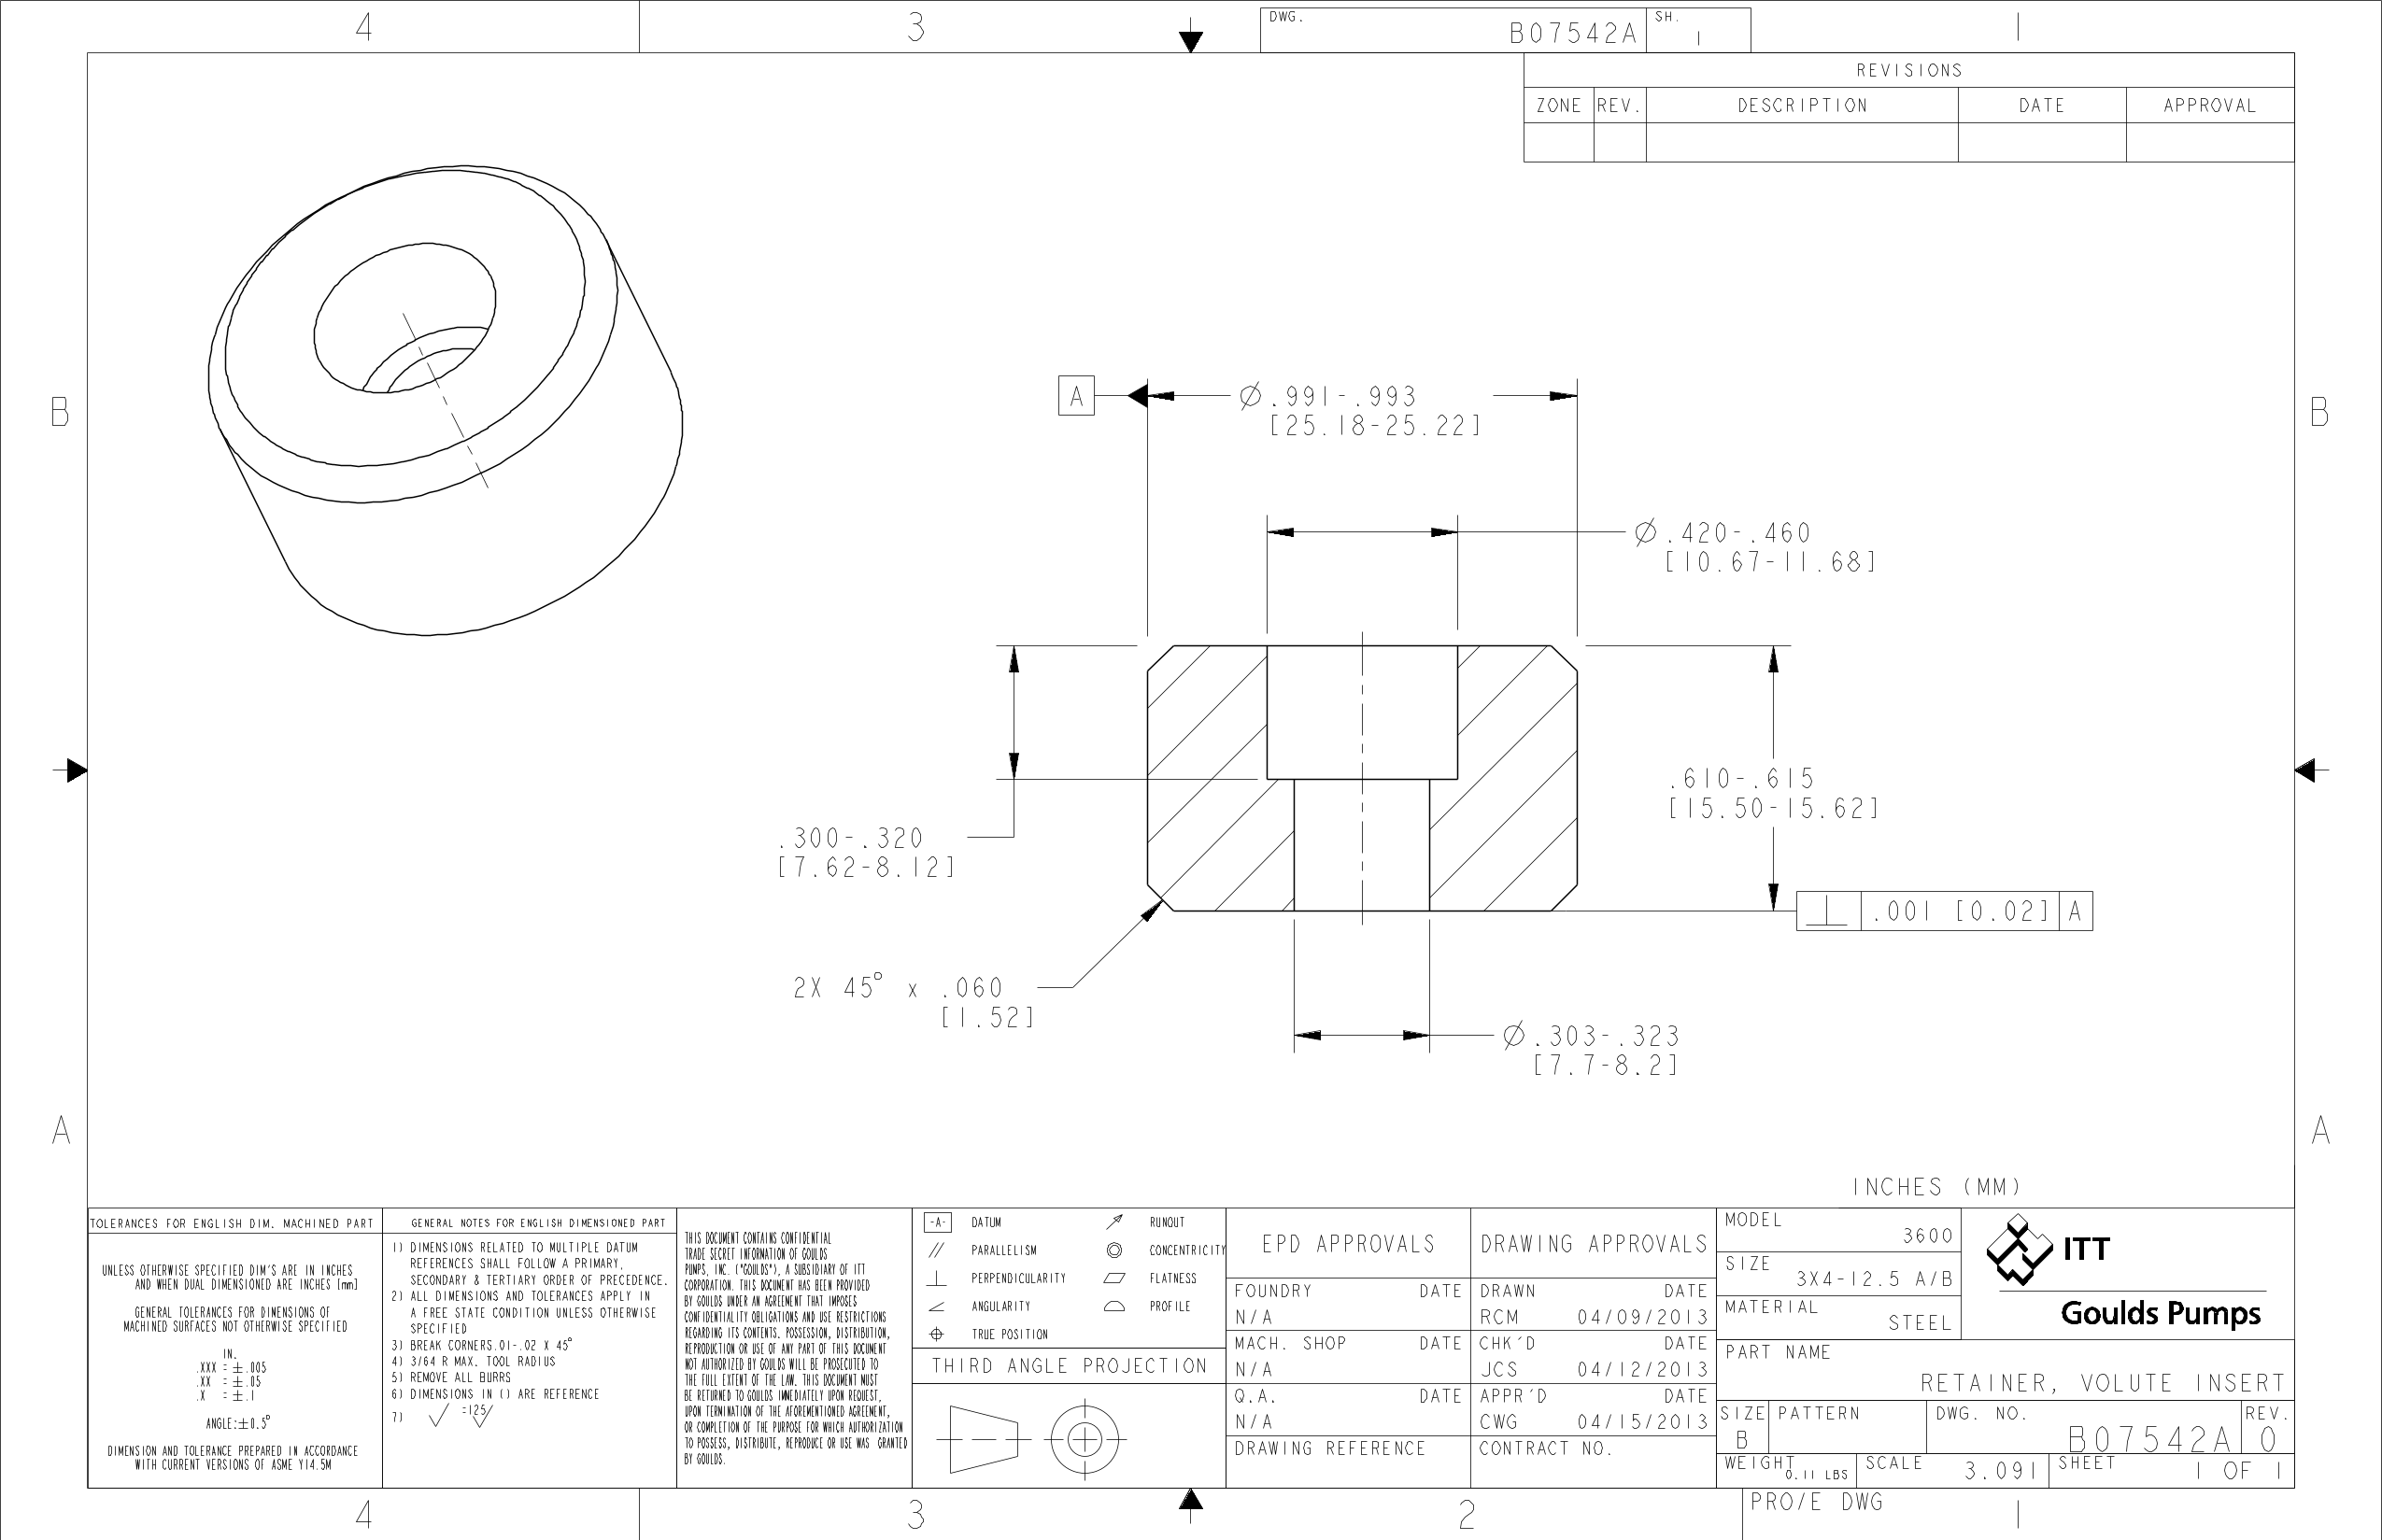 4
3
DWG.
B07542A
SH.
1
1
REVISIONS
ZONE REV. DESCRIPTION DATE APPROVAL
B
B
A
Ø.991-.993
[25.18-25.22]
Ø.420-.460
[10.67-11.68]
.610-.615
[15.50-15.62]
.300-.320
[7.62-8.12]
⊥ .001 [0.02] A
2X 45° x .060
[1.52]
Ø.303-.323
[7.7-8.2]
A
A
INCHES (MM)
TOLERANCES FOR ENGLISH DIM. MACHINED PART
UNLESS OTHERWISE SPECIFIED DIM'S ARE IN INCHES
AND WHEN DUAL DIMENSIONED ARE INCHES [mm]
GENERAL TOLERANCES FOR DIMENSIONS OF
MACHINED SURFACES NOT OTHERWISE SPECIFIED
IN.
.XXX = ±.005
.XX = ±.05
.X = ±.1
ANGLE:±0.5°
DIMENSION AND TOLERANCE PREPARED IN ACCORDANCE
WITH CURRENT VERSIONS OF ASME Y14.5M
GENERAL NOTES FOR ENGLISH DIMENSIONED PART
1) DIMENSIONS RELATED TO MULTIPLE DATUM
REFERENCES SHALL FOLLOW A PRIMARY,
SECONDARY & TERTIARY ORDER OF PRECEDENCE.
2) ALL DIMENSIONS AND TOLERANCES APPLY IN
A FREE STATE CONDITION UNLESS OTHERWISE
SPECIFIED
3) BREAK CORNERS.01-.02 X 45°
4) 3/64 R MAX. TOOL RADIUS
5) REMOVE ALL BURRS
6) DIMENSIONS IN () ARE REFERENCE
7) √ =125/
THIS DOCUMENT CONTAINS CONFIDENTIAL
TRADE SECRET INFORMATION OF GOULDS
PUMPS, INC. ("GOULDS"), A SUBSIDIARY OF ITT
CORPORATION. THIS DOCUMENT HAS BEEN PROVIDED
BY GOULDS UNDER AN AGREEMENT THAT IMPOSES
CONFIDENTIALITY OBLIGATIONS AND USE RESTRICTIONS
REGARDING ITS CONTENTS. POSSESSION, DISTRIBUTION,
REPRODUCTION OR USE OF ANY PART OF THIS DOCUMENT
NOT AUTHORIZED BY GOULDS WILL BE PROSECUTED TO
THE FULL EXTENT OF THE LAW. THIS DOCUMENT MUST
BE RETURNED TO GOULDS IMMEDIATELY UPON REQUEST,
UPON TERMINATION OF THE AFOREMENTIONED AGREEMENT,
OR COMPLETION OF THE PURPOSE FOR WHICH AUTHORIZATION
TO POSSESS, DISTRIBUTE, REPRODUCE OR USE WAS GRANTED
BY GOULDS.
-A- DATUM
PARALLELISM
PERPENDICULARITY
ANGULARITY
TRUE POSITION
RUNOUT
CONCENTRICITY
FLATNESS
PROFILE
THIRD ANGLE PROJECTION
EPD APPROVALS
FOUNDRY DATE
N/A
MACH. SHOP DATE
N/A
Q.A. DATE
N/A
DRAWING REFERENCE
DRAWING APPROVALS
DRAWN DATE
RCM 04/09/2013
CHK'D DATE
JCS 04/12/2013
APPR'D DATE
CWG 04/15/2013
CONTRACT NO.
MODEL
3600
SIZE
3X4-12.5 A/B
MATERIAL
STEEL
ITT
Goulds Pumps
PART NAME
RETAINER, VOLUTE INSERT
SIZE PATTERN DWG. NO. REV.
B B07542A 0
WEIGHT 0.11 LBS SCALE 3.091 SHEET 1 OF 1
4
3
2
PRO/E DWG
1